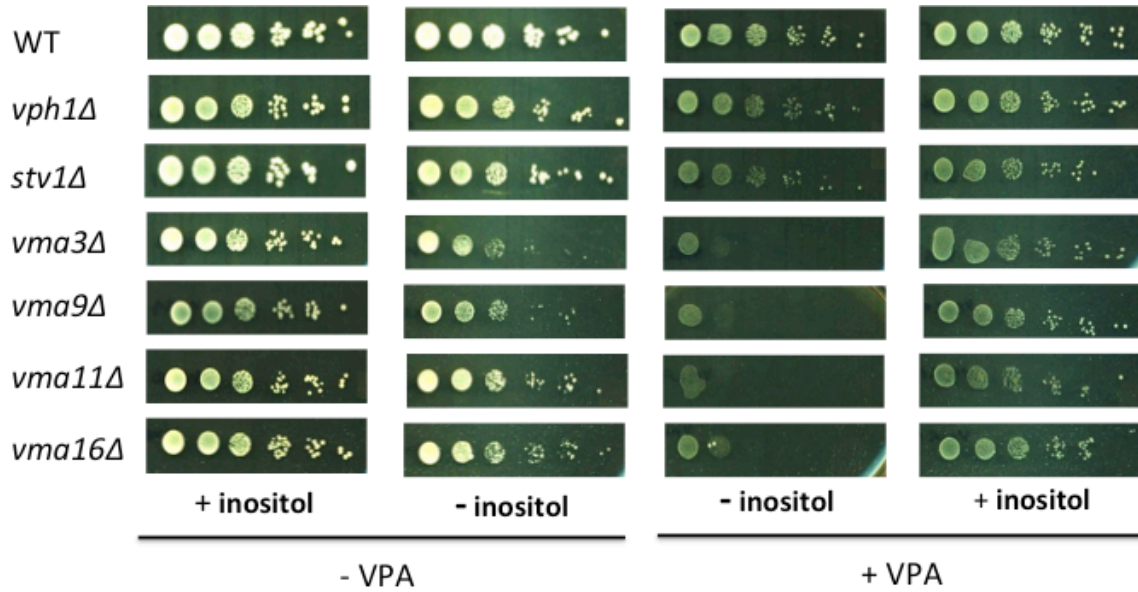 WT
vph1Δ
stv1Δ
vma3Δ
vma9Δ
vma11Δ
vma16Δ
+ inositol - inositol - inositol + inositol
- VPA + VPA